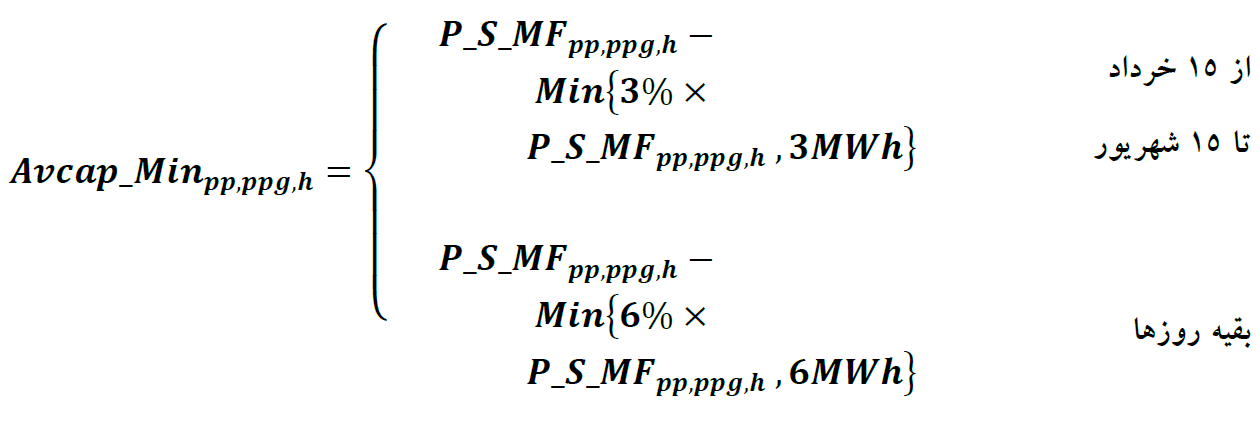 P_S_MF_{pp,ppg,h} −
Min{3% ×
P_S_MF_{pp,ppg,h} , 3MWh}
از ۱۵ خرداد
تا ۱۵ شهریور
Avcap_Min_{pp,ppg,h} =
P_S_MF_{pp,ppg,h} −
Min{6% ×
P_S_MF_{pp,ppg,h} , 6MWh}
بقیه روزها